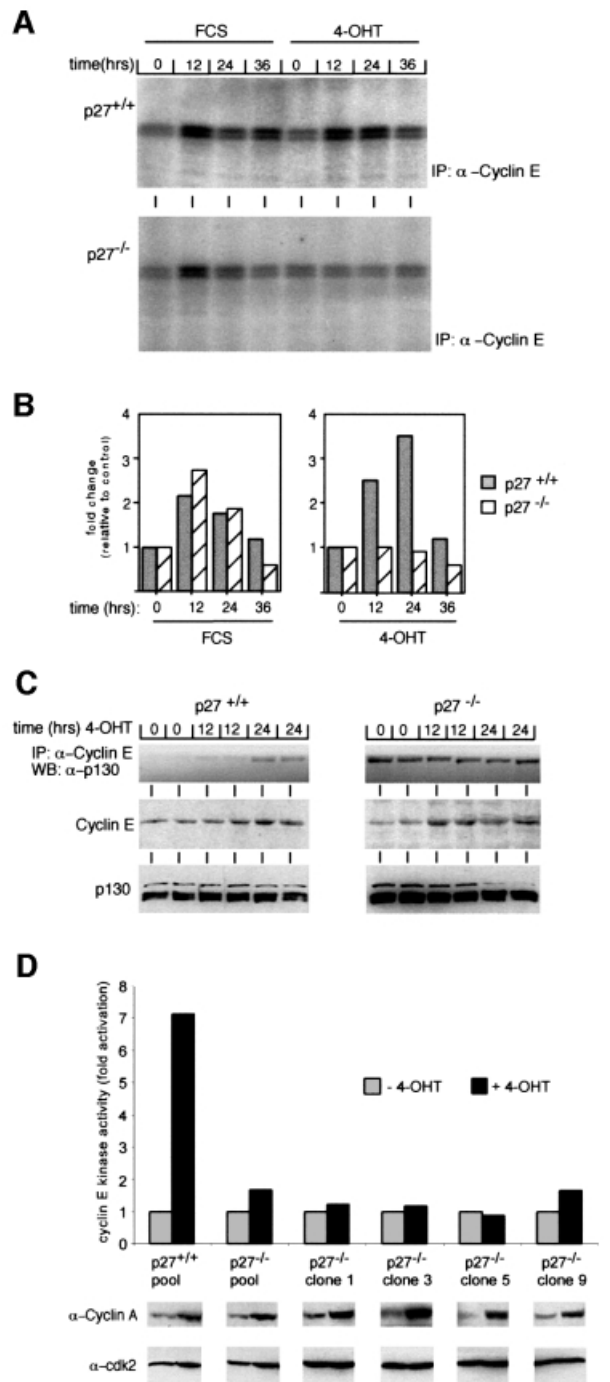 A
FCS 4-OHT
time(hrs) 0 12 24 36 0 12 24 36
p27+/+
IP: α-Cyclin E
p27-/-
IP: α-Cyclin E
B
fold change
(relative to control)
4
3
2
1
4
3
2
1
p27 +/+
p27 -/-
time (hrs): 0 12 24 36 0 12 24 36
FCS 4-OHT
C
p27 +/+ p27 -/-
time (hrs) 4-OHT 0 0 12 12 24 24 0 0 12 12 24 24
IP: α-Cyclin E
WB: α-p130
Cyclin E
p130
D
cyclin E kinase activity (fold activation)
8
7
6
5
4
3
2
1
0
- 4-OHT + 4-OHT
p27+/+ p27-/- p27-/- p27-/- p27-/- p27-/-
pool pool clone 1 clone 3 clone 5 clone 9
α-Cyclin A
α-cdk2